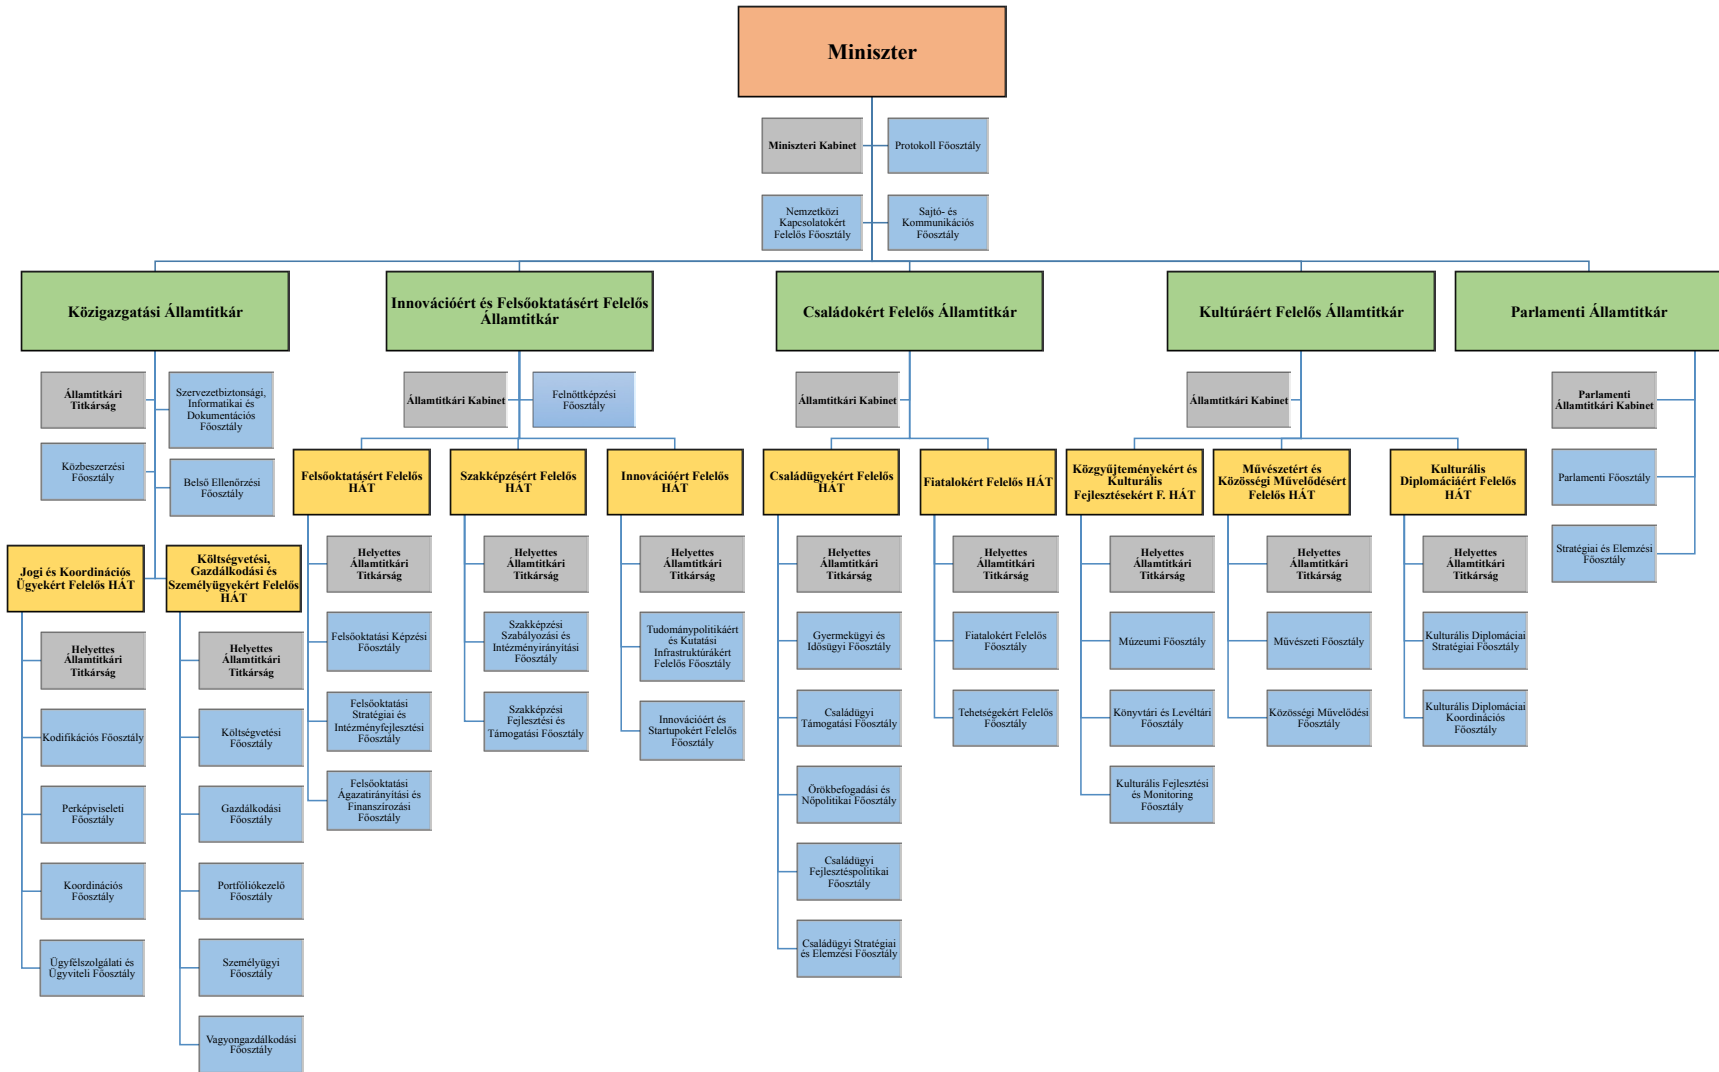 Miniszter
Miniszteri Kabinet
Protokoll Főosztály
Nemzetközi
Kapcsolatokért
Felelős Főosztály
Sajtó- és
Kommunikációs
Főosztály
Közigazgatási Államtitkár
Innovációért és Felsőoktatásért Felelős
Államtitkár
Családokért Felelős Államtitkár
Kultúráért Felelős Államtitkár
Parlamenti Államtitkár
Államtitkári
Titkárság
Szervezetbiztonsági,
Informatikai és
Dokumentációs
Főosztály
Közbeszerzési
Főosztály
Belső Ellenőrzési
Főosztály
Államtitkári Kabinet
Felnőttképzési
Főosztály
Államtitkári Kabinet
Államtitkári Kabinet
Parlamenti
Államtitkári Kabinet
Parlamenti Főosztály
Stratégiai és Elemzési
Főosztály
Felsőoktatásért Felelős
HÁT
Szakképzésért Felelős
HÁT
Innovációért Felelős
HÁT
Családügyekért Felelős
HÁT
Fiatalokért Felelős HÁT
Közgyűjteményekért és
Kulturális
Fejlesztésekért F. HÁT
Művészetért és
Közösségi Művelődésért
Felelős HÁT
Kulturális
Diplomáciáért Felelős
HÁT
Jogi és Koordinációs
Ügyekért Felelős HÁT
Helyettes
Államtitkári
Titkárság
Kodifikációs Főosztály
Perképviseleti
Főosztály
Koordinációs
Főosztály
Ügyfélszolgálati és
Ügyviteli Főosztály
Költségvetési,
Gazdálkodási és
Személyügyekért Felelős
HÁT
Helyettes
Államtitkári
Titkárság
Költségvetési
Főosztály
Gazdálkodási
Főosztály
Portfóliókezelő
Főosztály
Személyügyi
Főosztály
Vagyongazdálkodási
Főosztály
Helyettes
Államtitkári
Titkárság
Felsőoktatási Képzési
Főosztály
Felsőoktatási
Stratégiai és
Intézményfejlesztési
Főosztály
Felsőoktatási
Ágazatirányítási és
Finanszírozási
Főosztály
Helyettes
Államtitkári
Titkárság
Szakképzési
Szabályozási és
Intézményirányítási
Főosztály
Szakképzési
Fejlesztési és
Támogatási Főosztály
Helyettes
Államtitkári
Titkárság
Tudománypolitikáért
és Kutatási
Infrastruktúrákért
Felelős Főosztály
Innovációért és
Startupokért Felelős
Főosztály
Helyettes
Államtitkári
Titkárság
Gyermekügyi és
Idősügyi Főosztály
Családügyi
Támogatási Főosztály
Örökbefogadási és
Nőpolitikai Főosztály
Családügyi
Fejlesztéspolitikai
Főosztály
Családügyi Stratégiai
és Elemzési Főosztály
Helyettes
Államtitkári
Titkárság
Fiatalokért Felelős
Főosztály
Tehetségekért Felelős
Főosztály
Helyettes
Államtitkári
Titkárság
Múzeumi Főosztály
Könyvtári és Levéltári
Főosztály
Kulturális Fejlesztési
és Monitoring
Főosztály
Helyettes
Államtitkári
Titkárság
Művészeti Főosztály
Közösségi Művelődési
Főosztály
Helyettes
Államtitkári
Titkárság
Kulturális Diplomáciai
Stratégiai Főosztály
Kulturális Diplomáciai
Koordinációs
Főosztály